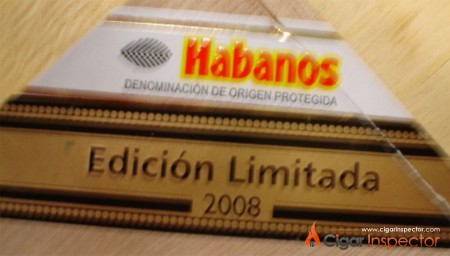 Habanos
DENOMINACIÓN DE ORIGEN PROTEGIDA
Edición Limitada
2008
www.cigarinspector.com
Cigar Inspector